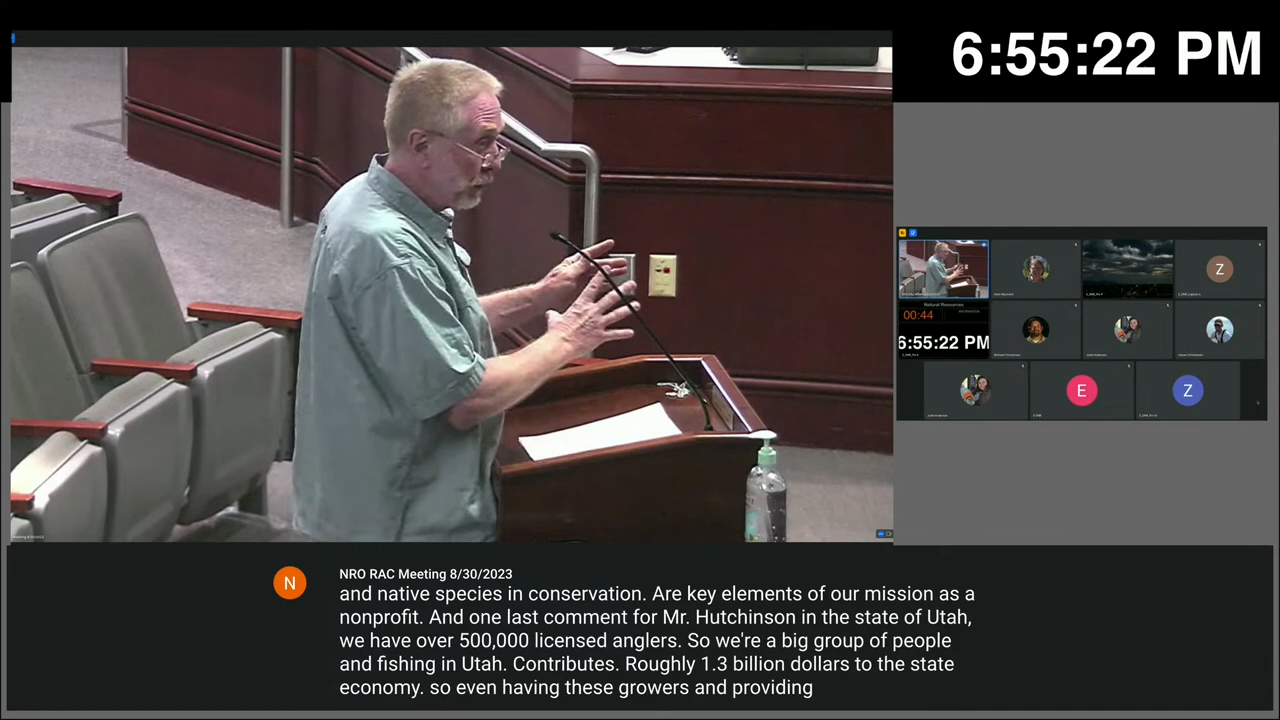 6:55:22 PM
Z
Natural Resources
00:44
6:55:22 PM
E
Z
N
NRO RAC Meeting 8/30/2023
and native species in conservation. Are key elements of our mission as a
nonprofit. And one last comment for Mr. Hutchinson in the state of Utah,
we have over 500,000 licensed anglers. So we're a big group of people
and fishing in Utah. Contributes. Roughly 1.3 billion dollars to the state
economy. so even having these growers and providing